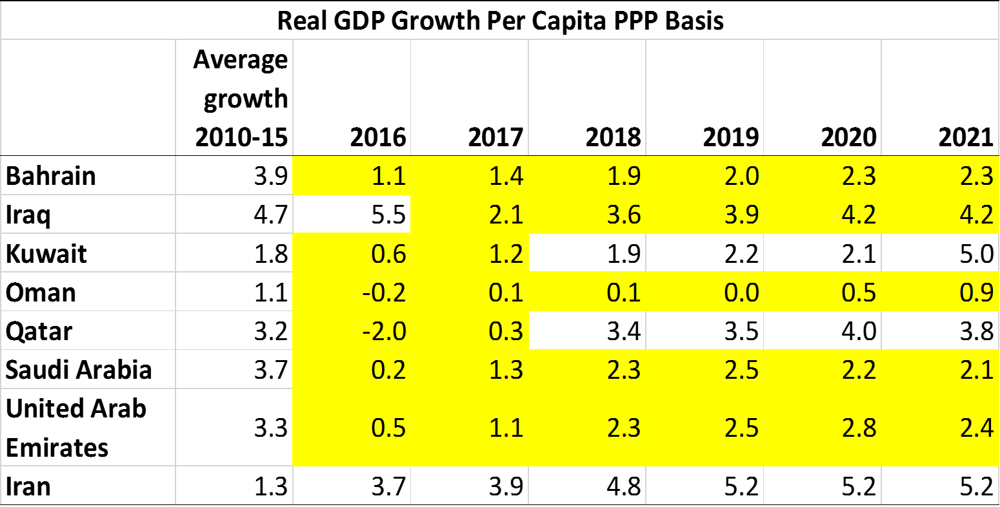 Real GDP Growth Per Capita PPP Basis
Average
growth
2010-15 2016 2017 2018 2019 2020 2021
Bahrain 3.9 1.1 1.4 1.9 2.0 2.3 2.3
Iraq 4.7 5.5 2.1 3.6 3.9 4.2 4.2
Kuwait 1.8 0.6 1.2 1.9 2.2 2.1 5.0
Oman 1.1 -0.2 0.1 0.1 0.0 0.5 0.9
Qatar 3.2 -2.0 0.3 3.4 3.5 4.0 3.8
Saudi Arabia 3.7 0.2 1.3 2.3 2.5 2.2 2.1
United Arab
Emirates 3.3 0.5 1.1 2.3 2.5 2.8 2.4
Iran 1.3 3.7 3.9 4.8 5.2 5.2 5.2